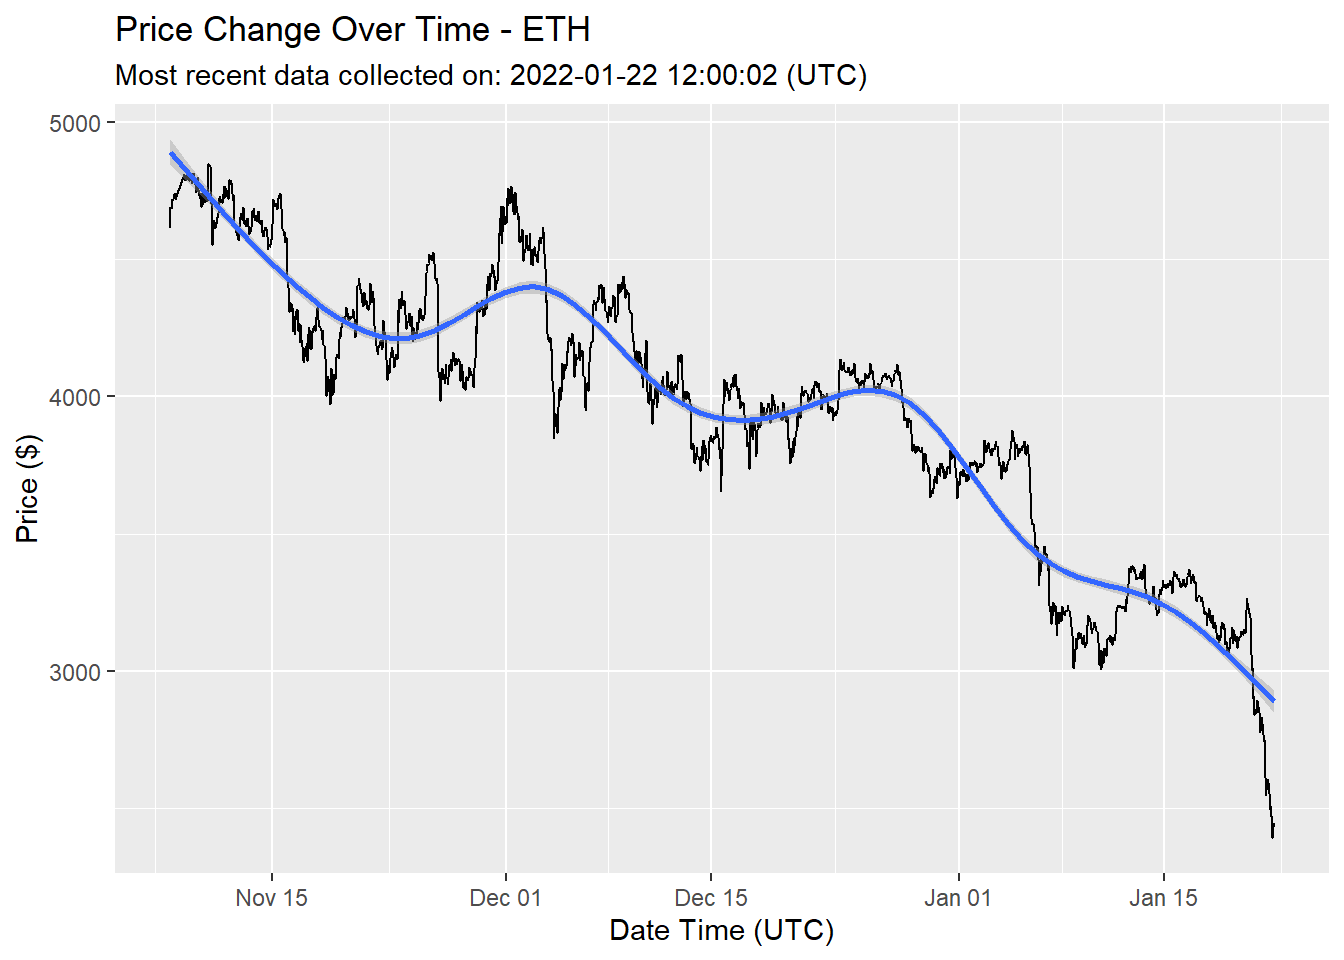 Price Change Over Time - ETH
Most recent data collected on: 2022-01-22 12:00:02 (UTC)
5000
4000
3000
Price ($)
Nov 15
Dec 01
Dec 15
Jan 01
Jan 15
Date Time (UTC)